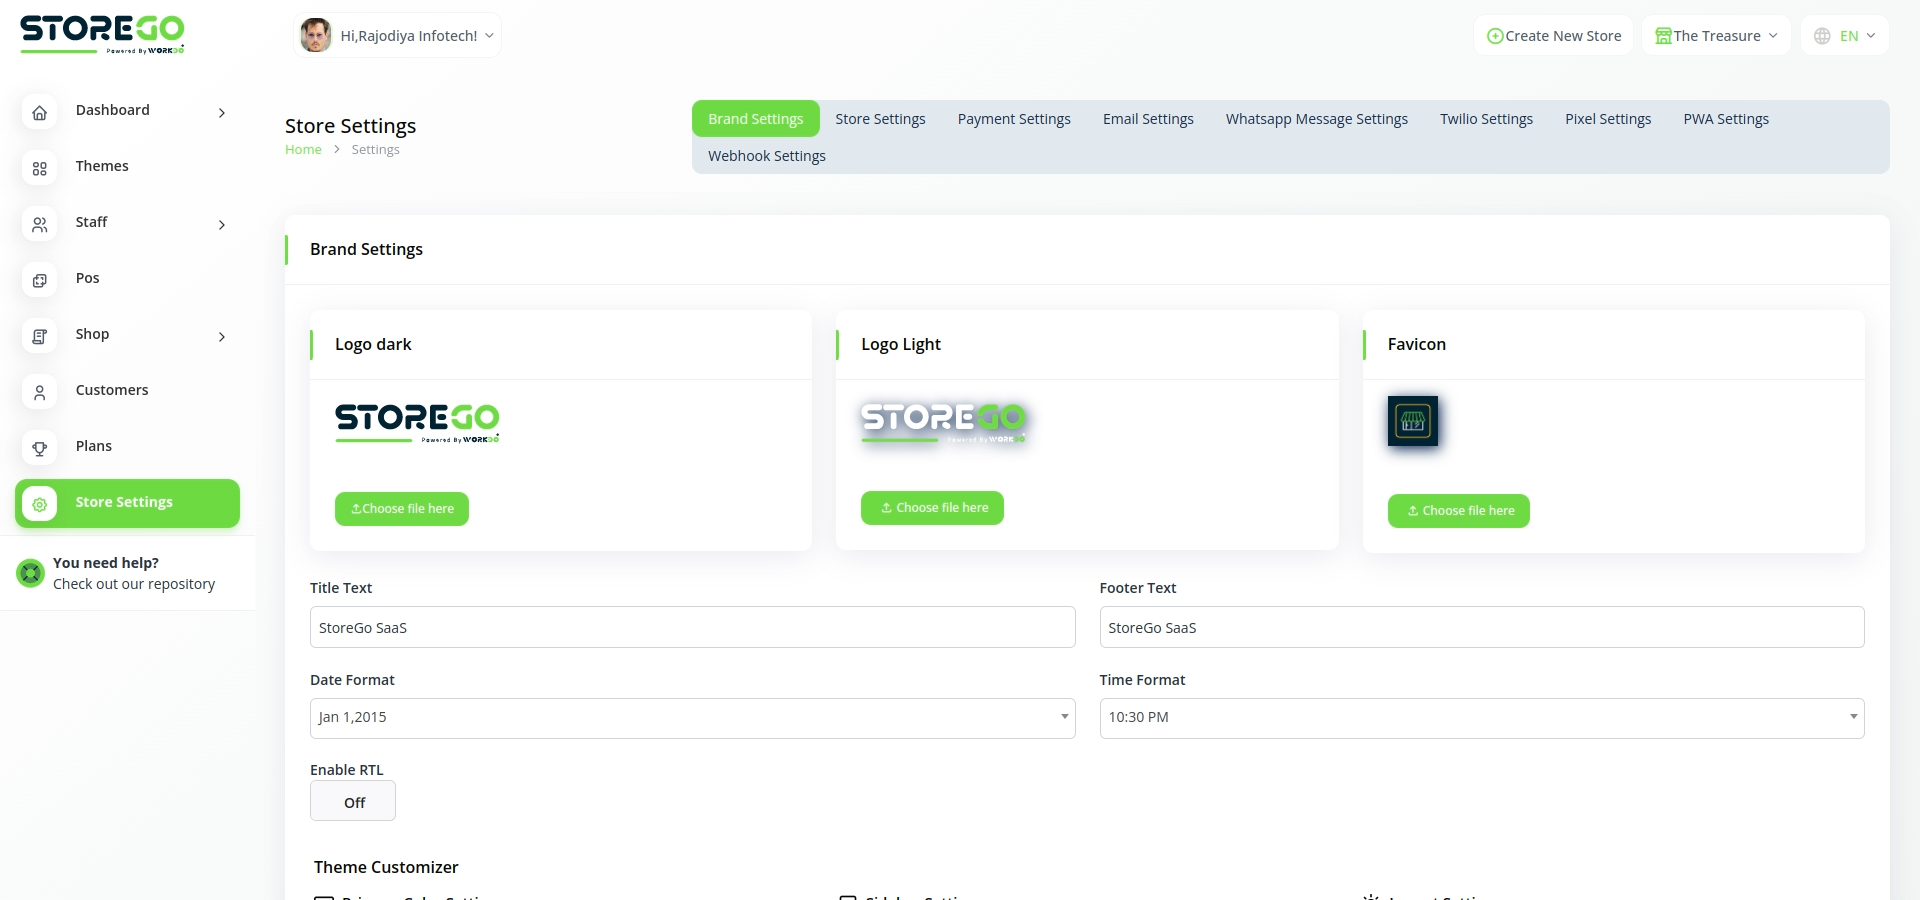 STOREGO
Powered By WORKGO
Hi,Rajodiya Infotech!
Create New Store
The Treasure
EN
Dashboard
Themes
Staff
Pos
Shop
Customers
Plans
Store Settings
You need help?
Check out our repository
Store Settings
Home > Settings
Brand Settings Store Settings Payment Settings Email Settings Whatsapp Message Settings Twilio Settings Pixel Settings PWA Settings
Webhook Settings
Brand Settings
Logo dark
STOREGO
Powered By WORKGO
Choose file here
Logo Light
STOREGO
Powered By WORKGO
Choose file here
Favicon
Choose file here
Title Text
StoreGo SaaS
Footer Text
StoreGo SaaS
Date Format
Jan 1,2015
Time Format
10:30 PM
Enable RTL
Off
Theme Customizer